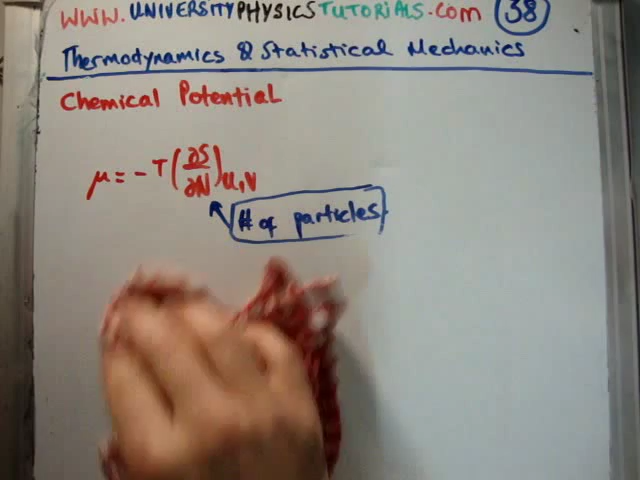 www.UNIVERSITYPHYSICSTUTORIALS.com 38
Thermodynamics & Statistical Mechanics
Chemical Potential
μ = -T(∂S/∂N)U,V
# of particles